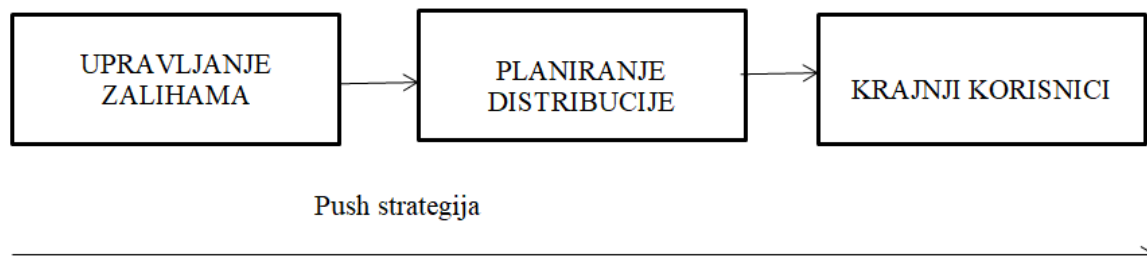 UPRAVLJANJE
ZALIHAMA
PLANIRANJE
DISTRIBUCIJE
KRAJNJI KORISNICI
Push strategija